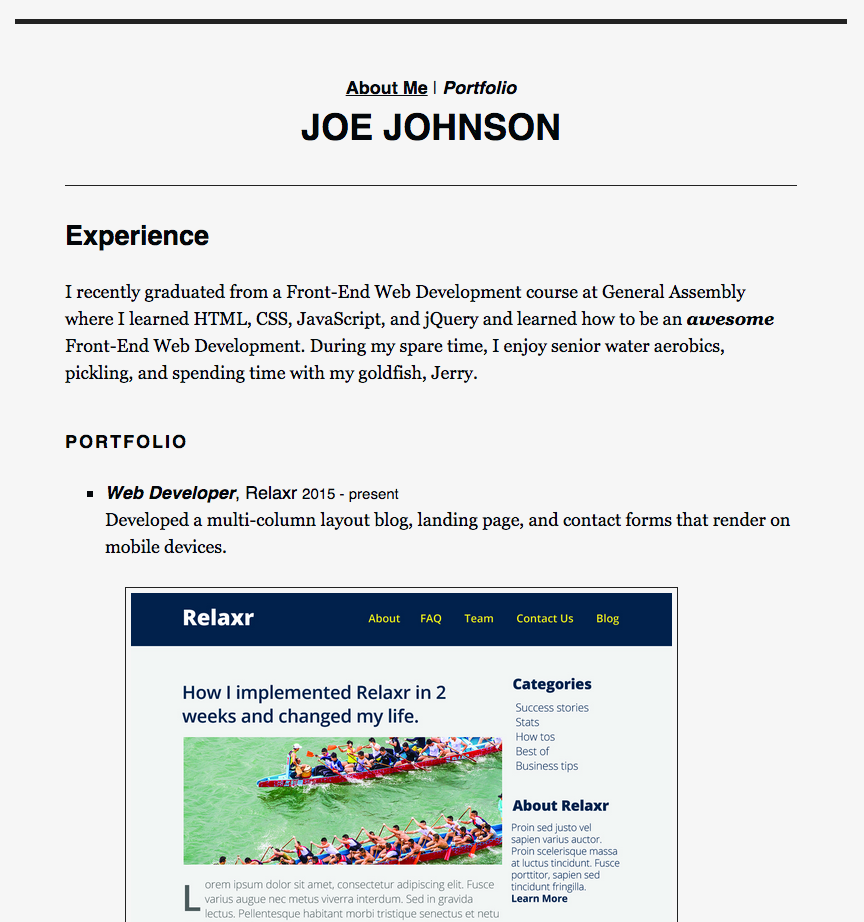 About Me | Portfolio
JOE JOHNSON
Experience
I recently graduated from a Front-End Web Development course at General Assembly
where I learned HTML, CSS, JavaScript, and jQuery and learned how to be an awesome
Front-End Web Development. During my spare time, I enjoy senior water aerobics,
pickling, and spending time with my goldfish, Jerry.
PORTFOLIO
Web Developer, Relaxr 2015 - present
Developed a multi-column layout blog, landing page, and contact forms that render on
mobile devices.
Relaxr About FAQ Team Contact Us Blog
How I implemented Relaxr in 2
weeks and changed my life.
Lorem ipsum dolor sit amet, consectetur adipiscing elit. Fusce
varius augue nec metus viverra interdum. Sed in gravida
lectus. Pellentesque habitant morbi tristique senectus et netu
Categories
Success stories
Stats
How tos
Best of
Business tips
About Relaxr
Proin sed justo vel
sapien varius auctor.
Proin scelerisque massa
at luctus tincidunt. Fusce
porttitor, sapien sed
tincidunt fringilla.
Learn More